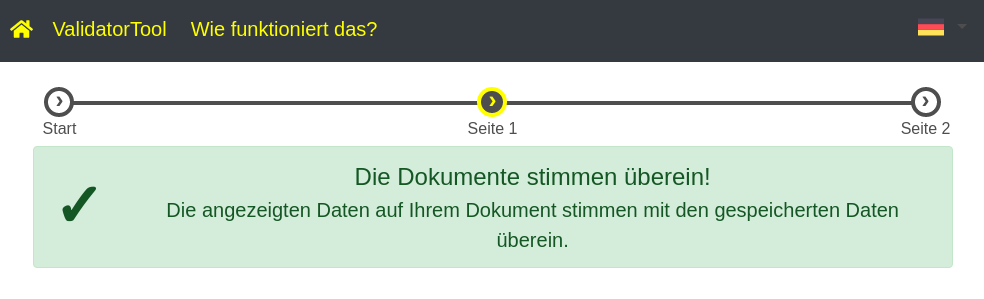 ValidatorTool Wie funktioniert das?
Start Seite 1 Seite 2
Die Dokumente stimmen überein!
Die angezeigten Daten auf Ihrem Dokument stimmen mit den gespeicherten Daten
überein.